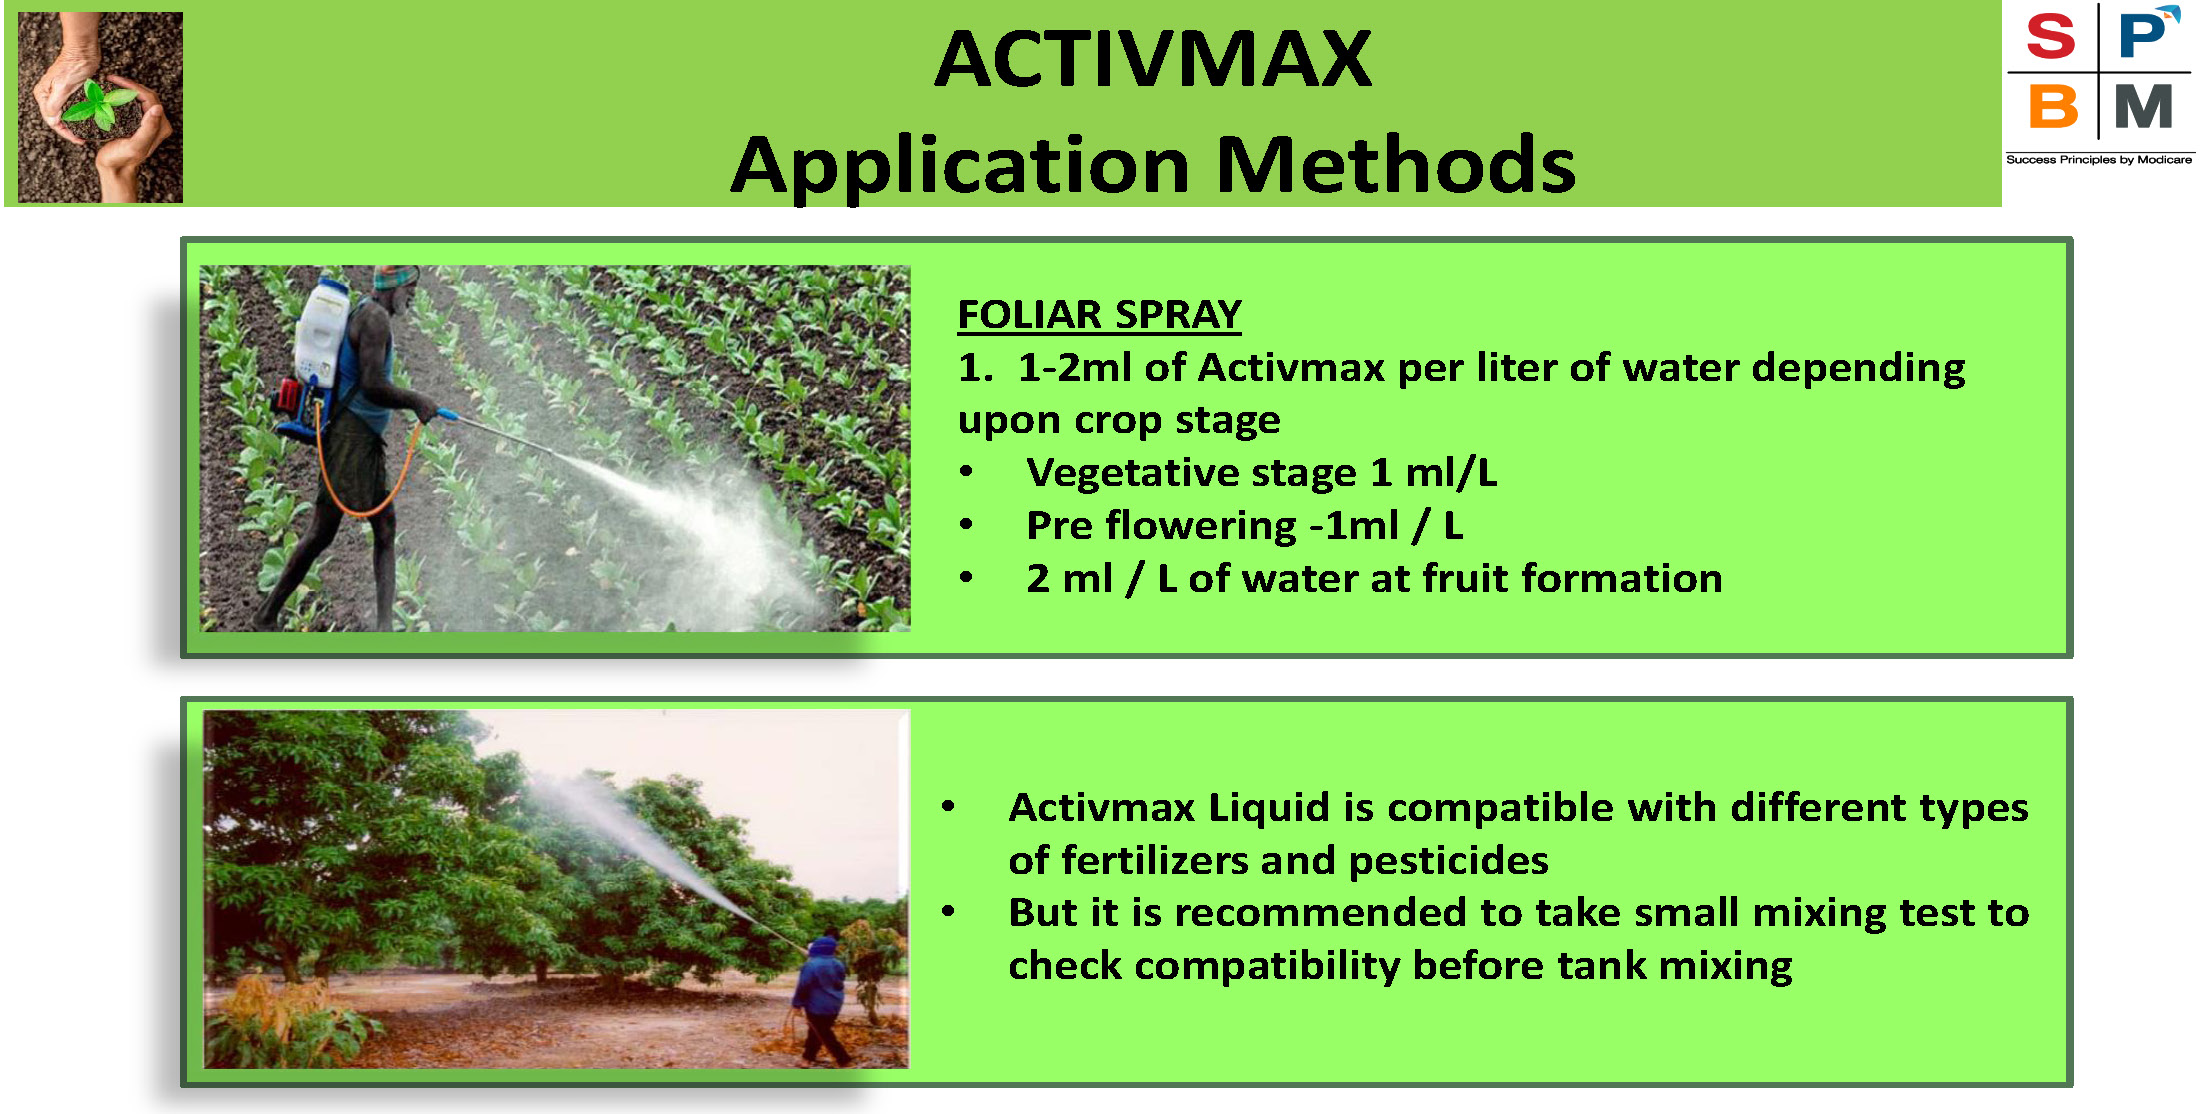 ACTIVMAX
Application Methods
S P
B M
Success Principles by Modicare
FOLIAR SPRAY
1. 1-2ml of Activmax per liter of water depending
upon crop stage
• Vegetative stage 1 ml/L
• Pre flowering -1ml / L
• 2 ml / L of water at fruit formation
• Activmax Liquid is compatible with different types
of fertilizers and pesticides
• But it is recommended to take small mixing test to
check compatibility before tank mixing